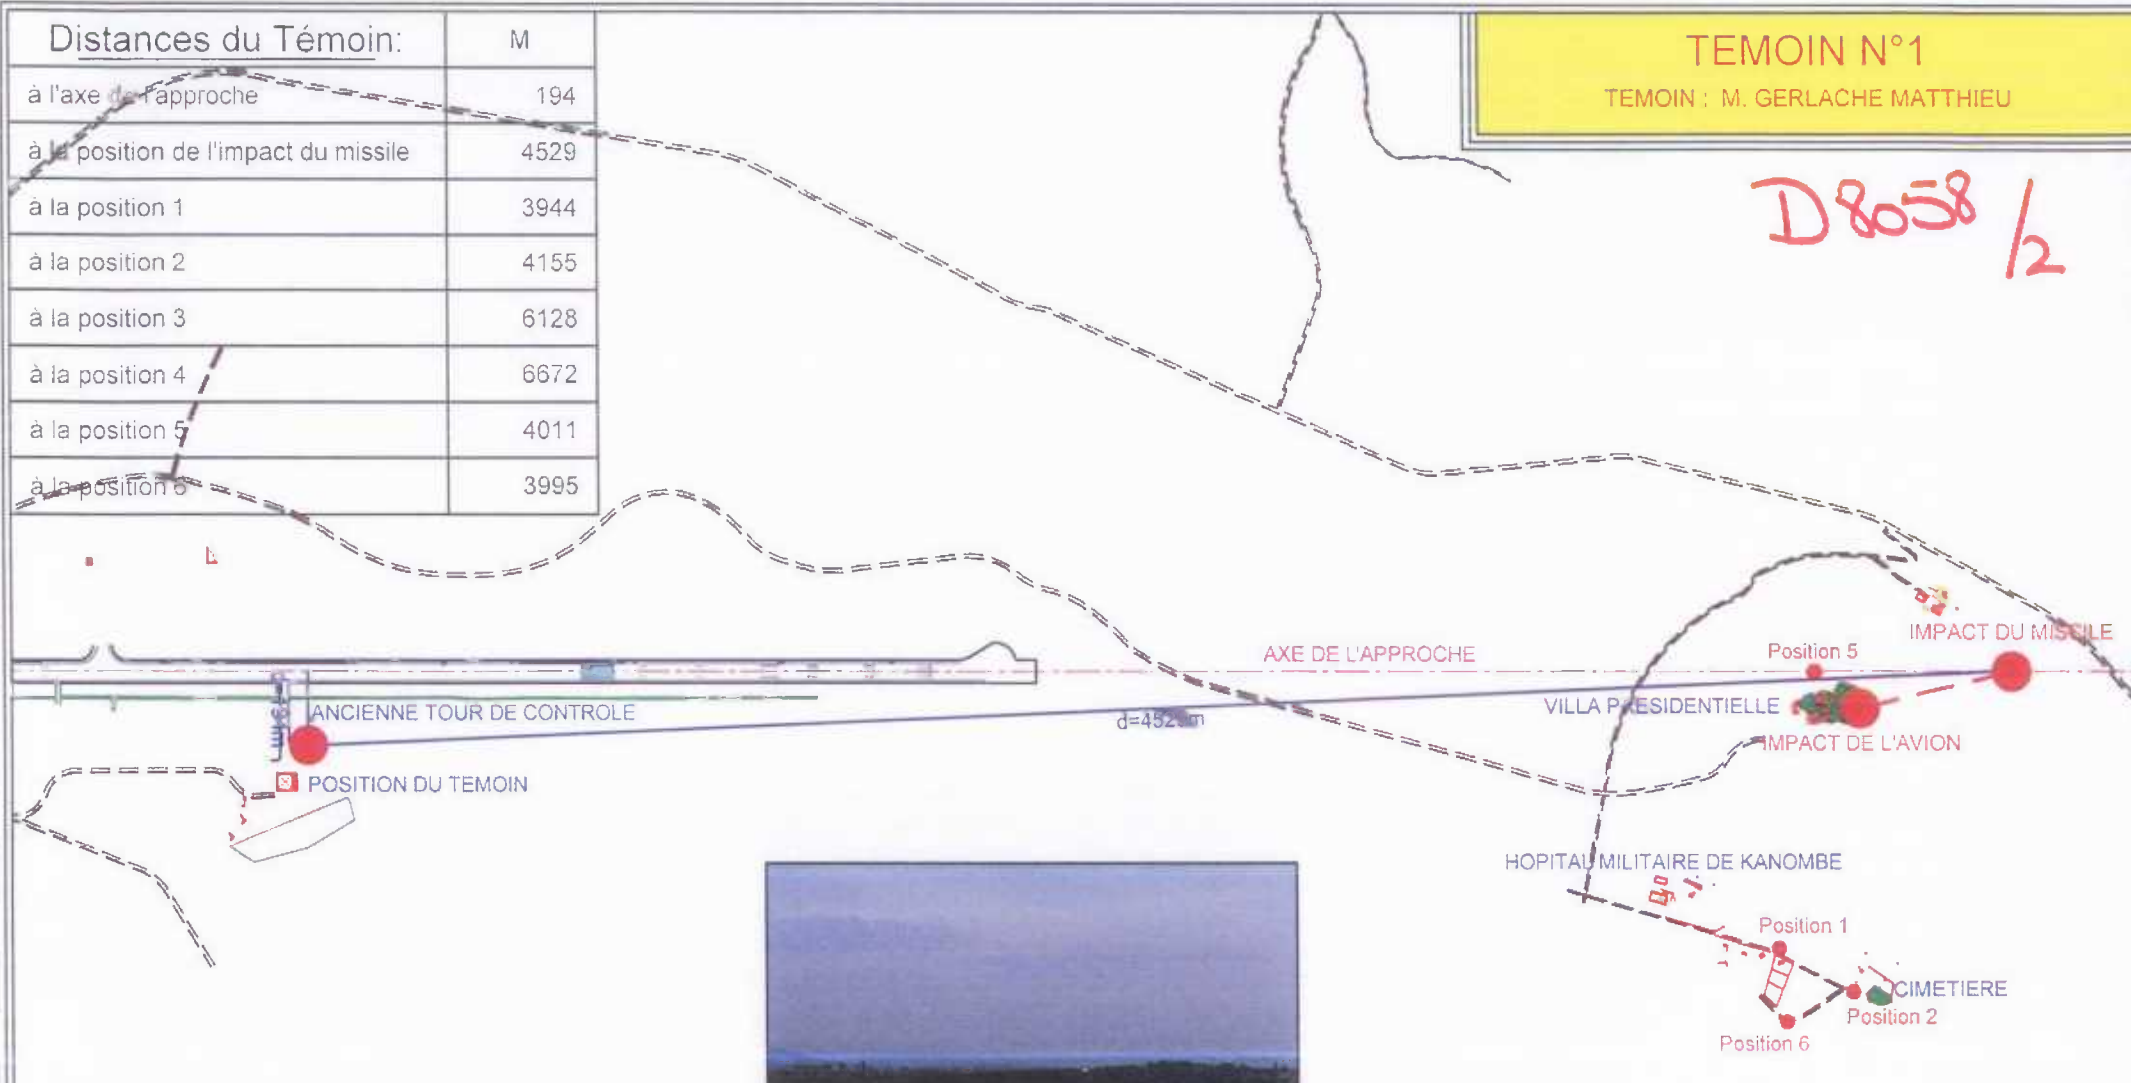 Distances du Témoin: M
à l'axe de l'approche 194
à la position de l'impact du missile 4529
à la position 1 3944
à la position 2 4155
à la position 3 6128
à la position 4 6672
à la position 5 4011
à la position 6 3995
TEMOIN N°1
TEMOIN : M. GERLACHE MATTHIEU
D8058/2
IMPACT DU MISSILE
AXE DE L'APPROCHE
Position 5
ANCIENNE TOUR DE CONTROLE
194m
d=4529m
VILLA PRESIDENTIELLE
IMPACT DE L'AVION
POSITION DU TEMOIN
HOPITAL MILITAIRE DE KANOMBE
Position 1
CIMETIERE
Position 2
Position 6